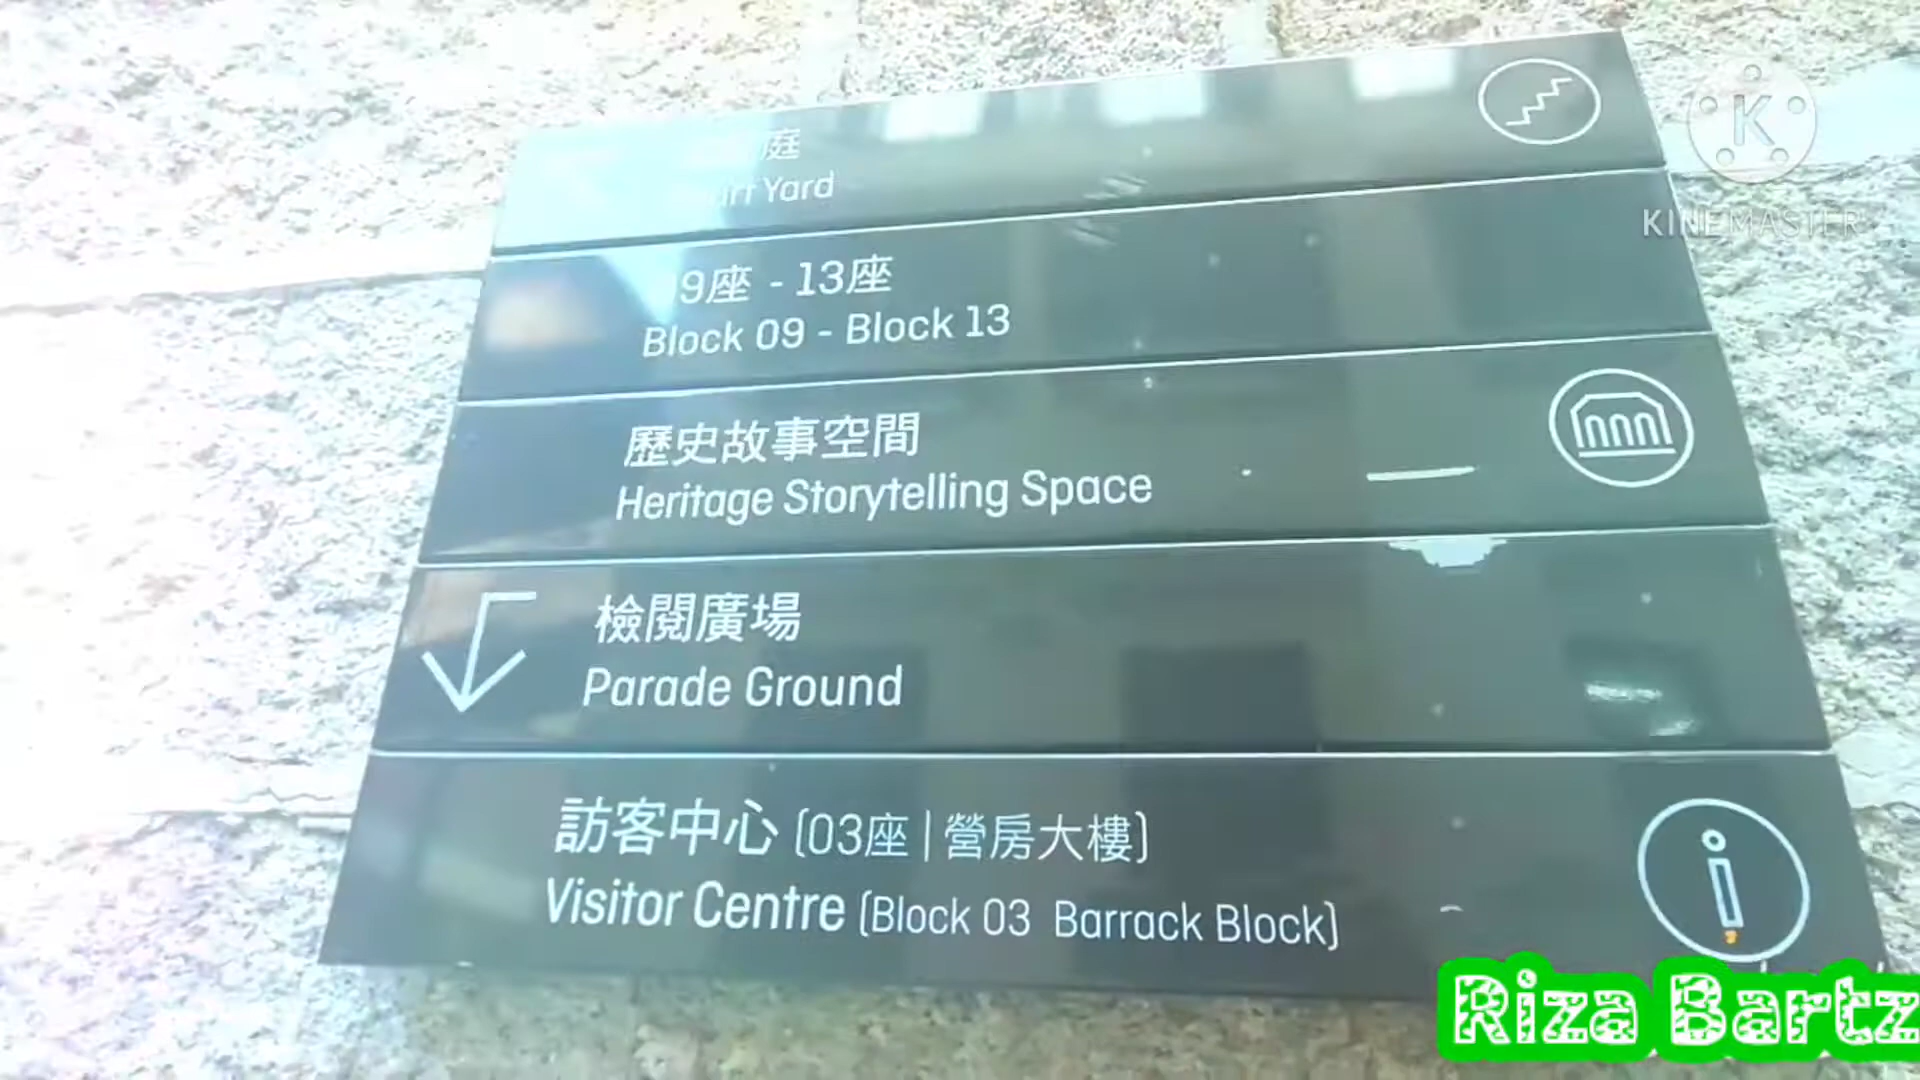 庭
Yard
09座 - 13座
Block 09 - Block 13
歷史故事空間
Heritage Storytelling Space
檢閱廣場
Parade Ground
訪客中心 (03座 | 營房大樓)
Visitor Centre (Block 03 Barrack Block)
K
KINEMASTER
Riza Bartz